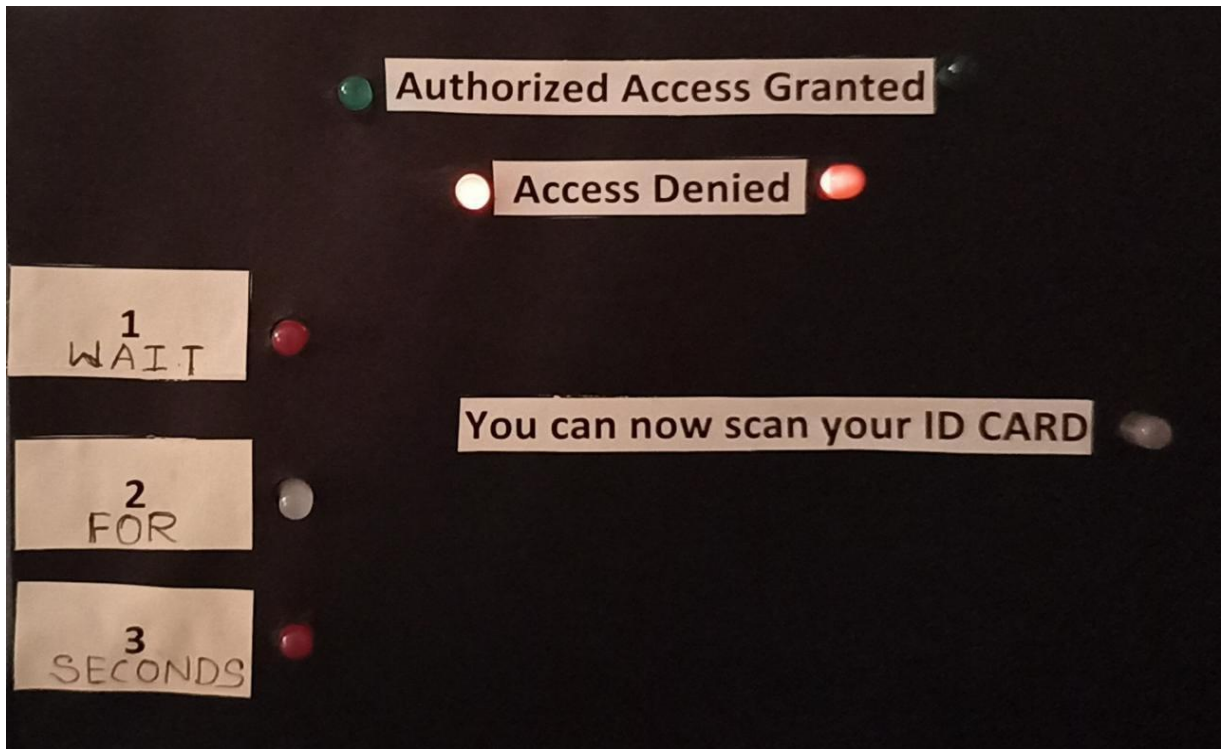 Authorized Access Granted
Access Denied
1
WAIT
You can now scan your ID CARD
2
FOR
3
SECONDS